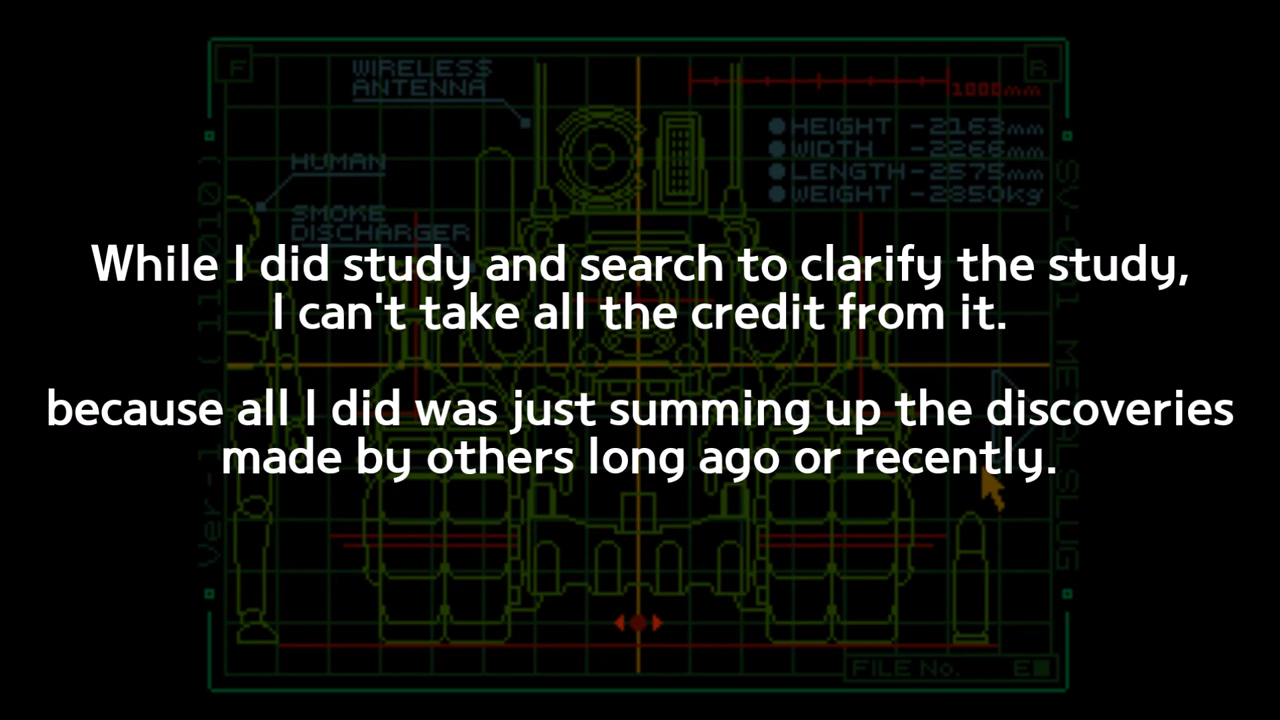 F
R
WIRELESS
ANTENNA
1000mm
HEIGHT -2163mm
WIDTH -2266mm
LENGTH-2575mm
WEIGHT -2850kg
HUMAN
SMOKE
DISCHARGER
While I did study and search to clarify the study,
I can't take all the credit from it.
because all I did was just summing up the discoveries
made by others long ago or recently.
FILE No.